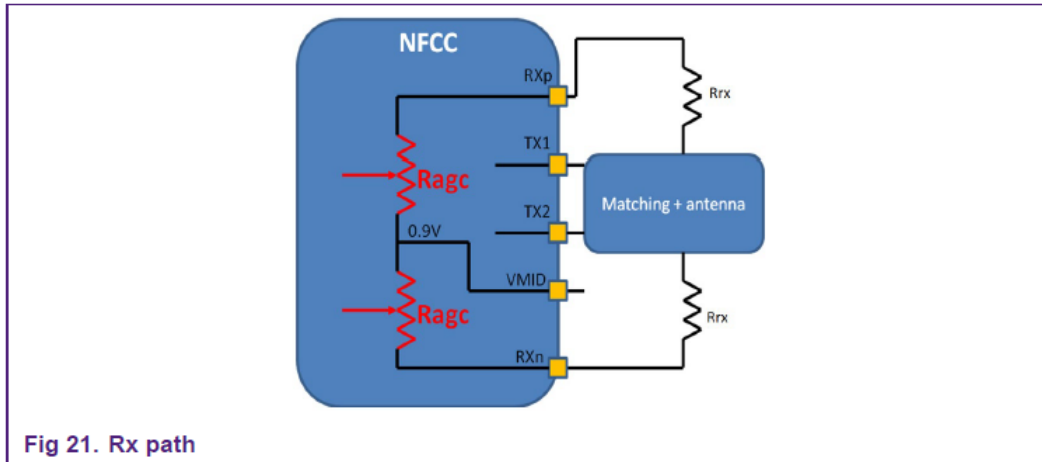 NFCC
RXp
Rrx
TX1
Ragc
Matching + antenna
TX2
0.9V
VMID
Ragc
Rrx
RXn
Fig 21. Rx path